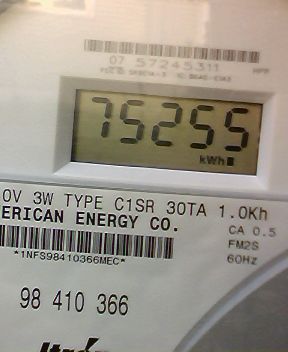 07 57245311
75255
kWh
0V 3W TYPE C1SR 30TA 1.0Kh
ERICAN ENERGY CO.
CA 0.5
FM2S
60Hz
*1NFS98410366MEC*
98 410 366
Itron